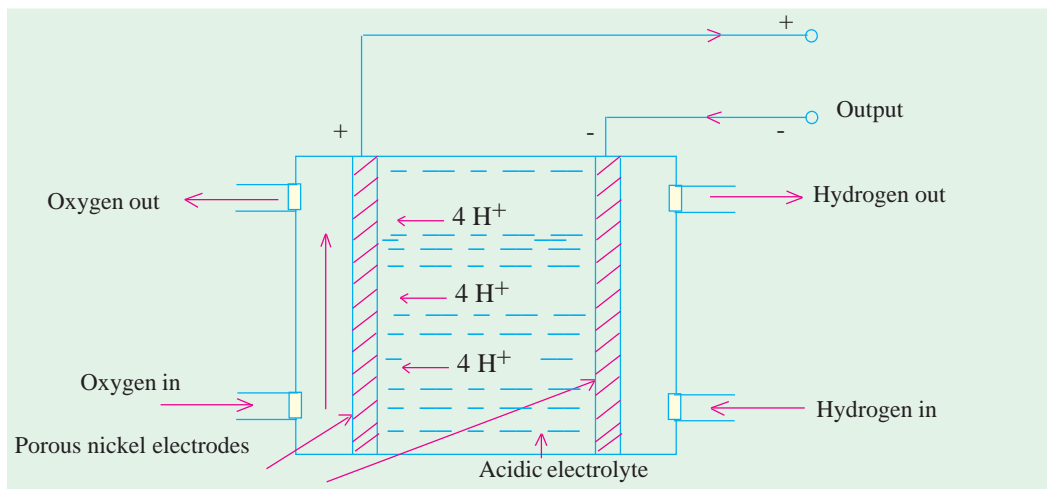 +
Output
-
+
-
Oxygen out
Hydrogen out
4 H+
4 H+
4 H+
Oxygen in
Hydrogen in
Porous nickel electrodes
Acidic electrolyte